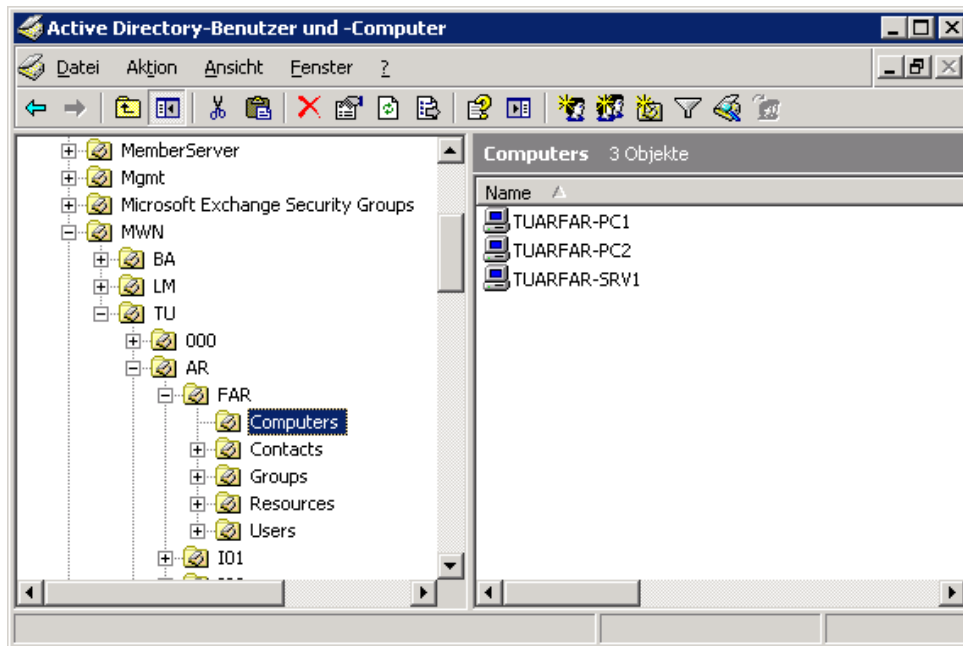 Active Directory-Benutzer und -Computer
Datei Aktion Ansicht Fenster ?
MemberServer
Mgmt
Microsoft Exchange Security Groups
MWN
BA
LM
TU
000
AR
FAR
Computers
Contacts
Groups
Resources
Users
I01
Computers 3 Objekte
Name
TUARFAR-PC1
TUARFAR-PC2
TUARFAR-SRV1